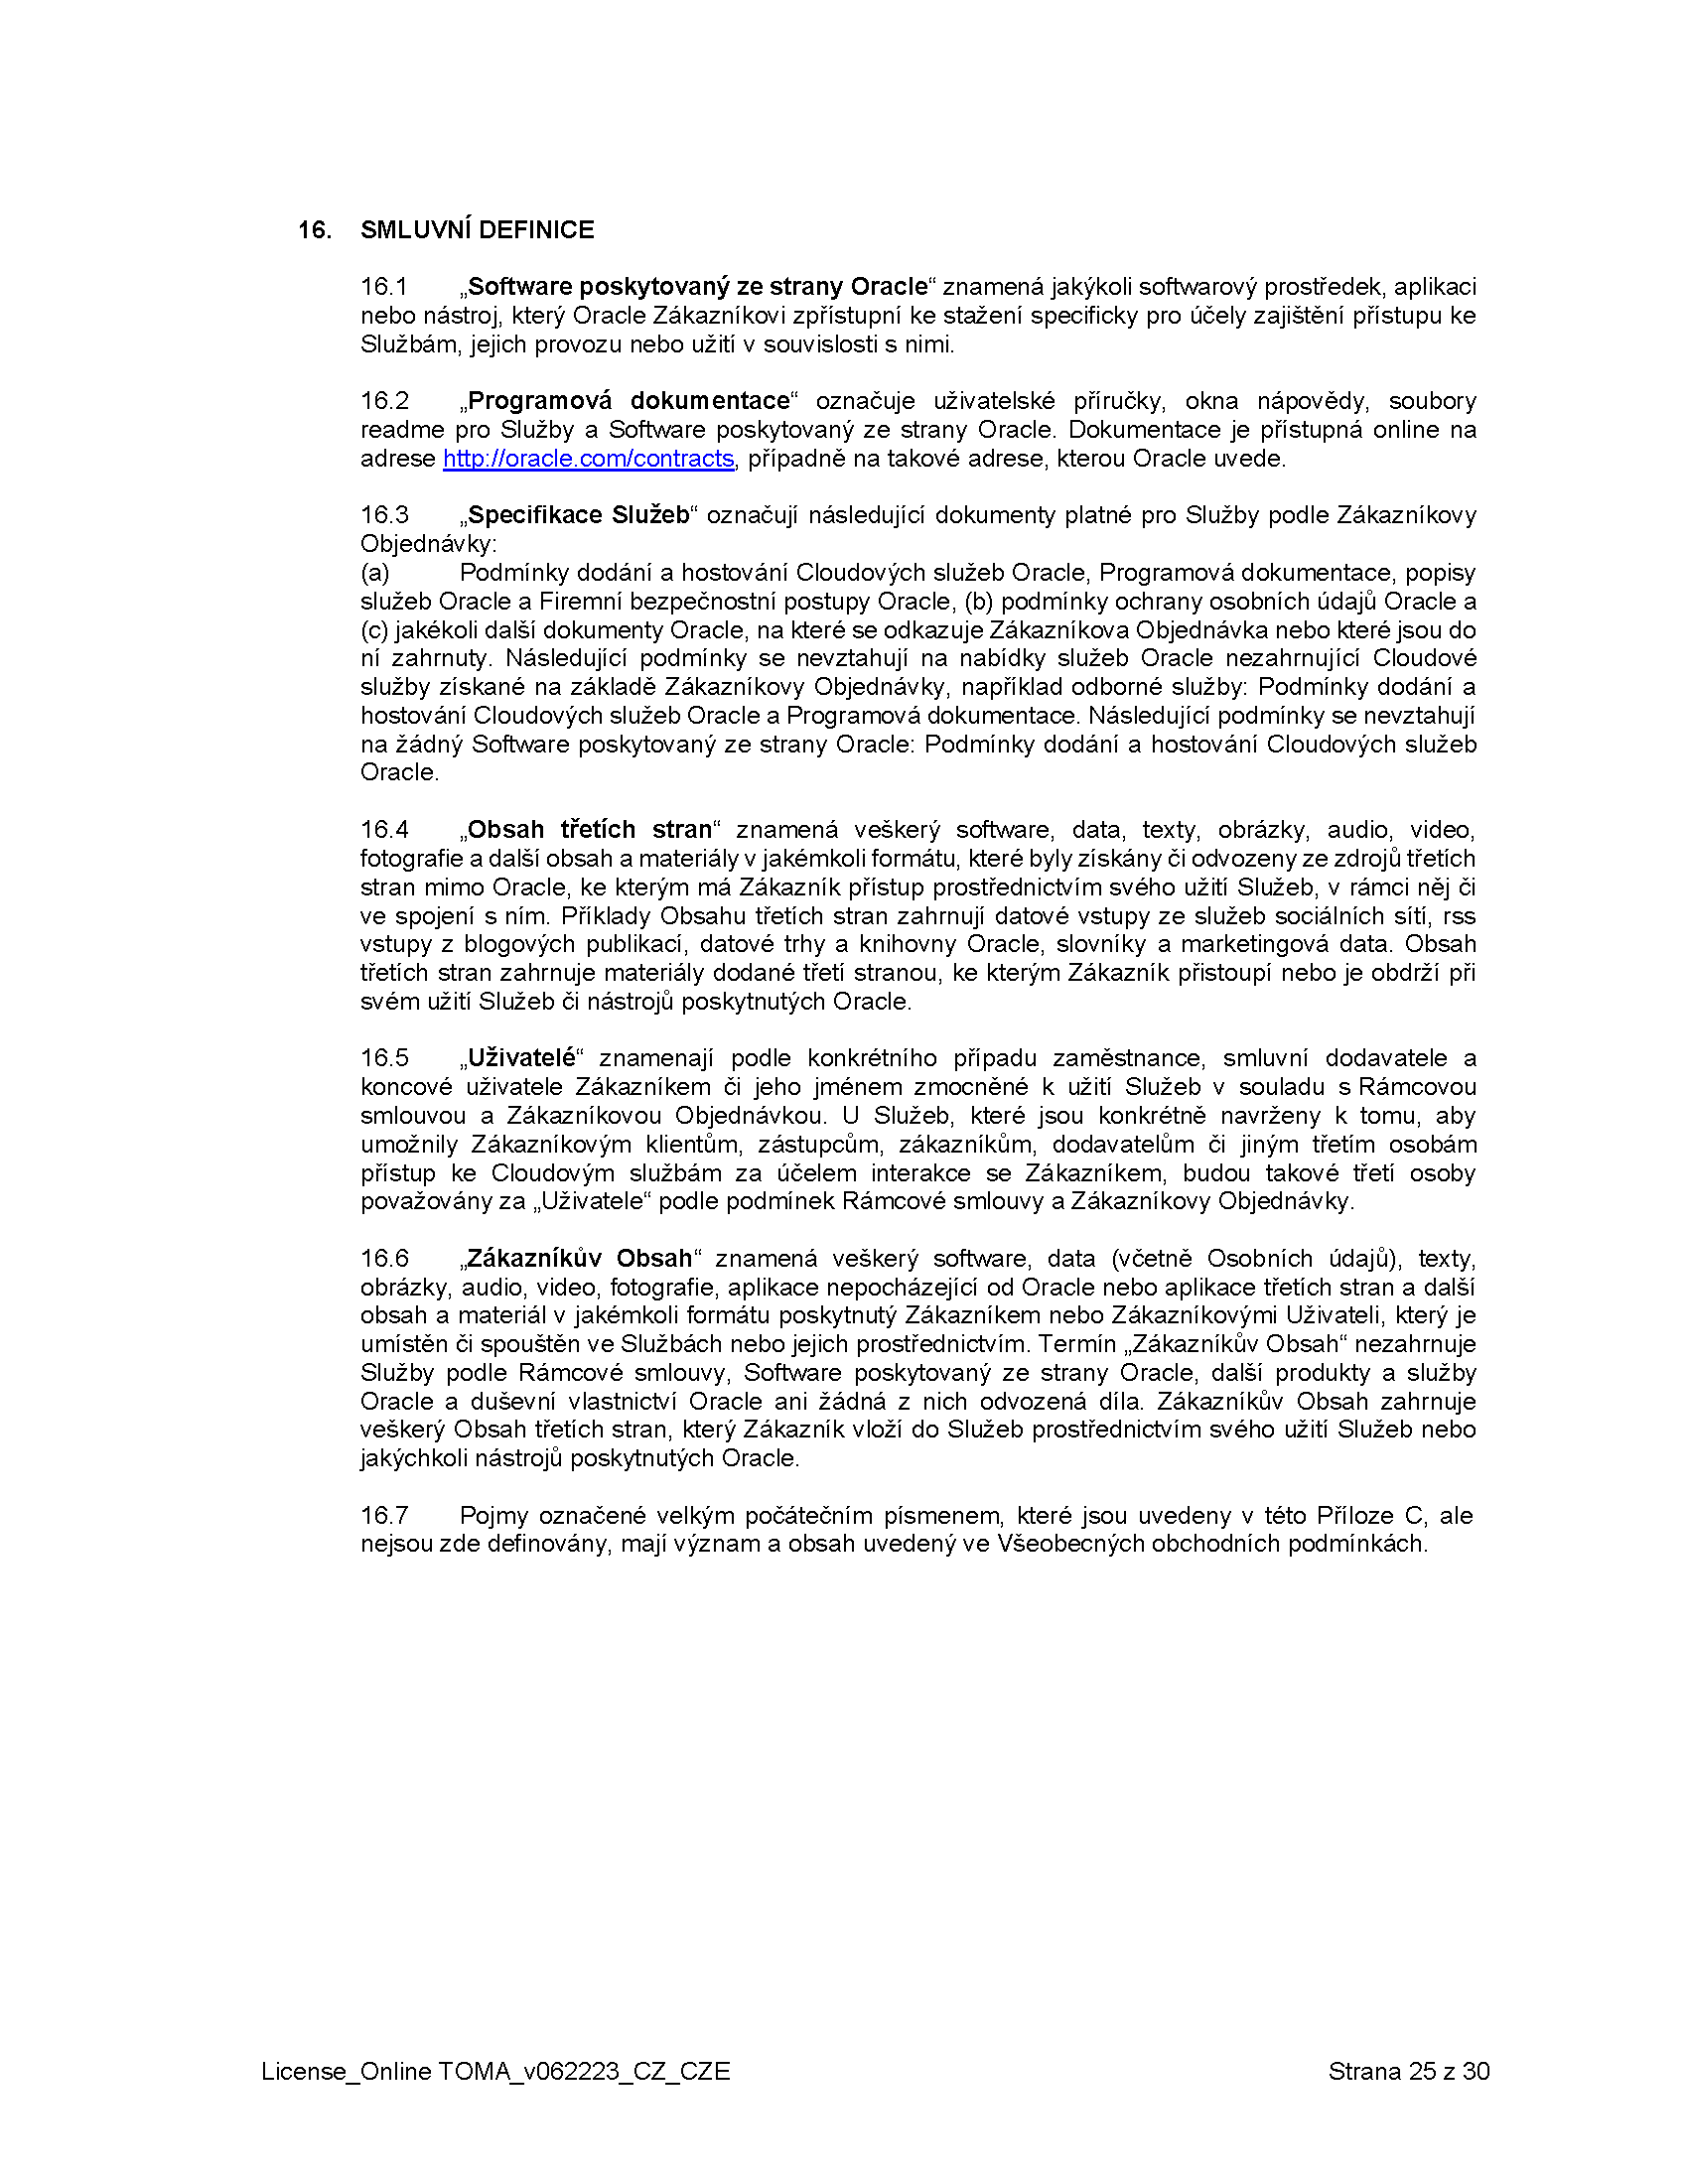 16. SMLUVNÍ DEFINICE
16.1 „Software poskytovaný ze strany Oracle“ znamená jakýkoli softwarový prostředek, aplikaci
nebo nástroj, který Oracle Zákazníkovi zpřístupní ke stažení specificky pro účely zajištění přístupu ke
Službám, jejich provozu nebo užití v souvislosti s nimi.
16.2 „Programová dokumentace“ označuje uživatelské příručky, okna nápovědy, soubory
readme pro Služby a Software poskytovaný ze strany Oracle. Dokumentace je přístupná online na
adrese http://oracle.com/contracts, případně na takové adrese, kterou Oracle uvede.
16.3 „Specifikace Služeb“ označují následující dokumenty platné pro Služby podle Zákazníkovy
Objednávky:
(a) Podmínky dodání a hostování Cloudových služeb Oracle, Programová dokumentace, popisy
služeb Oracle a Firemní bezpečnostní postupy Oracle, (b) podmínky ochrany osobních údajů Oracle a
(c) jakékoli další dokumenty Oracle, na které se odkazuje Zákazníkova Objednávka nebo které jsou do
ní zahrnuty. Následující podmínky se nevztahují na nabídky služeb Oracle nezahrnující Cloudové
služby získané na základě Zákazníkovy Objednávky, například odborné služby: Podmínky dodání a
hostování Cloudových služeb Oracle a Programová dokumentace. Následující podmínky se nevztahují
na žádný Software poskytovaný ze strany Oracle: Podmínky dodání a hostování Cloudových služeb
Oracle.
16.4 „Obsah třetích stran“ znamená veškerý software, data, texty, obrázky, audio, video,
fotografie a další obsah a materiály v jakémkoli formátu, které byly získány či odvozeny ze zdrojů třetích
stran mimo Oracle, ke kterým má Zákazník přístup prostřednictvím svého užití Služeb, v rámci něj či
ve spojení s ním. Příklady Obsahu třetích stran zahrnují datové vstupy ze služeb sociálních sítí, rss
vstupy z blogových publikací, datové trhy a knihovny Oracle, slovníky a marketingová data. Obsah
třetích stran zahrnuje materiály dodané třetí stranou, ke kterým Zákazník přistoupí nebo je obdrží při
svém užití Služeb či nástrojů poskytnutých Oracle.
16.5 „Uživatelé“ znamenají podle konkrétního případu zaměstnance, smluvní dodavatele a
koncové uživatele Zákazníkem či jeho jménem zmocněné k užití Služeb v souladu s Rámcovou
smlouvou a Zákazníkovou Objednávkou. U Služeb, které jsou konkrétně navrženy k tomu, aby
umožnily Zákazníkovým klientům, zástupcům, zákazníkům, dodavatelům či jiným třetím osobám
přístup ke Cloudovým službám za účelem interakce se Zákazníkem, budou takové třetí osoby
považovány za „Uživatele“ podle podmínek Rámcové smlouvy a Zákazníkovy Objednávky.
16.6 „Zákazníkův Obsah“ znamená veškerý software, data (včetně Osobních údajů), texty,
obrázky, audio, video, fotografie, aplikace nepocházející od Oracle nebo aplikace třetích stran a další
obsah a materiál v jakémkoli formátu poskytnutý Zákazníkem nebo Zákazníkovými Uživateli, který je
umístěn či spouštěn ve Službách nebo jejich prostřednictvím. Termín „Zákazníkův Obsah“ nezahrnuje
Služby podle Rámcové smlouvy, Software poskytovaný ze strany Oracle, další produkty a služby
Oracle a duševní vlastnictví Oracle ani žádná z nich odvozená díla. Zákazníkův Obsah zahrnuje
veškerý Obsah třetích stran, který Zákazník vloží do Služeb prostřednictvím svého užití Služeb nebo
jakýchkoli nástrojů poskytnutých Oracle.
16.7 Pojmy označené velkým počátečním písmenem, které jsou uvedeny v této Příloze C, ale
nejsou zde definovány, mají význam a obsah uvedený ve Všeobecných obchodních podmínkách.
License_Online TOMA_v062223_CZ_CZE Strana 25 z 30